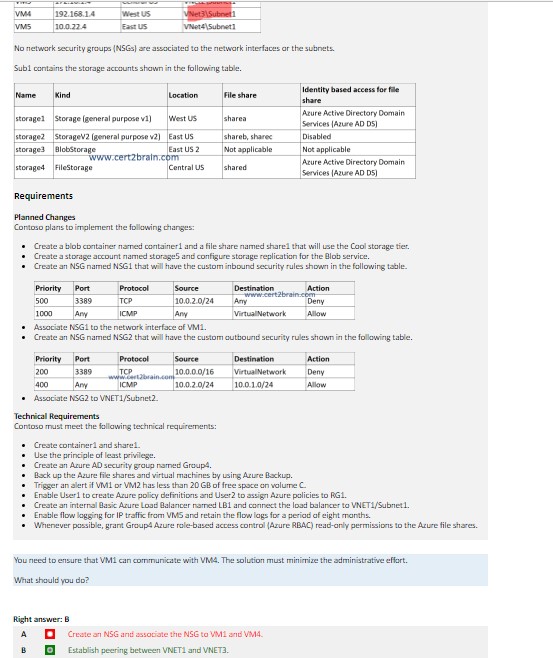 VM4 192.168.1.4 West US VNet3\Subnet1
VM5 10.0.22.4 East US VNet4\Subnet1
No network security groups (NSGs) are associated to the network interfaces or the subnets.
Sub1 contains the storage accounts shown in the following table.
Name Kind Location File share Identity based access for file share
storage1 Storage (general purpose v1) West US sharea Azure Active Directory Domain Services (Azure AD DS)
storage2 StorageV2 (general purpose v2) East US shareb, sharec Disabled
storage3 BlobStorage East US 2 Not applicable Not applicable
www.cert2brain.com
storage4 FileStorage Central US shared Azure Active Directory Domain Services (Azure AD DS)
Requirements
Planned Changes
Contoso plans to implement the following changes:
• Create a blob container named container1 and a file share named share1 that will use the Cool storage tier.
• Create a storage account named storage5 and configure storage replication for the Blob service.
• Create an NSG named NSG1 that will have the custom inbound security rules shown in the following table.
Priority Port Protocol Source Destination Action
www.cert2brain.com
500 3389 TCP 10.0.2.0/24 Any Deny
1000 Any ICMP Any VirtualNetwork Allow
• Associate NSG1 to the network interface of VM1.
• Create an NSG named NSG2 that will have the custom outbound security rules shown in the following table.
Priority Port Protocol Source Destination Action
200 3389 TCP 10.0.0.0/16 VirtualNetwork Deny
www.cert2brain.com
400 Any ICMP 10.0.2.0/24 10.0.1.0/24 Allow
• Associate NSG2 to VNET1/Subnet2.
Technical Requirements
Contoso must meet the following technical requirements:
• Create container1 and share1.
• Use the principle of least privilege.
• Create an Azure AD security group named Group4.
• Back up the Azure file shares and virtual machines by using Azure Backup.
• Trigger an alert if VM1 or VM2 has less than 20 GB of free space on volume C.
• Enable User1 to create Azure policy definitions and User2 to assign Azure policies to RG1.
• Create an internal Basic Azure Load Balancer named LB1 and connect the load balancer to VNET1/Subnet1.
• Enable flow logging for IP traffic from VM5 and retain the flow logs for a period of eight months.
• Whenever possible, grant Group4 Azure role-based access control (Azure RBAC) read-only permissions to the Azure file shares.
You need to ensure that VM1 can communicate with VM4. The solution must minimize the administrative effort.
What should you do?
Right answer: B
A Create an NSG and associate the NSG to VM1 and VM4.
B Establish peering between VNET1 and VNET3.